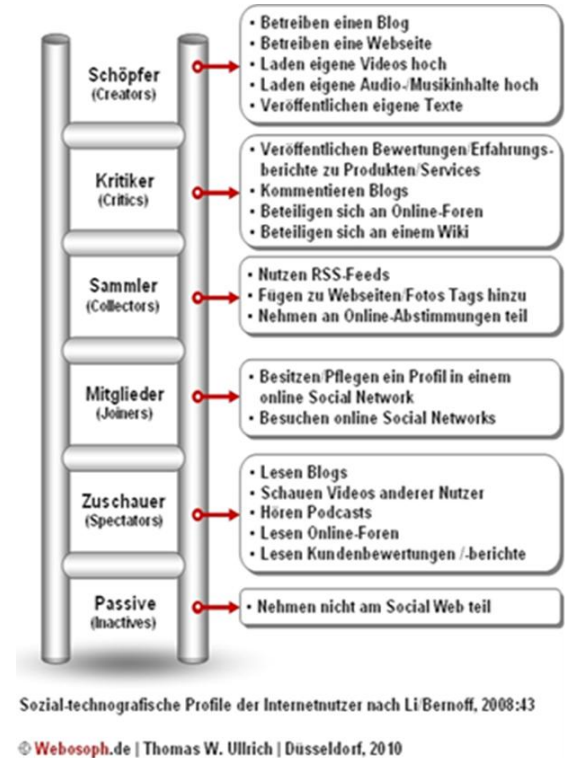 Schöpfer
(Creators)
• Betreiben einen Blog
• Betreiben eine Webseite
• Laden eigene Videos hoch
• Laden eigene Audio-/Musikinhalte hoch
• Veröffentlichen eigene Texte
Kritiker
(Critics)
• Veröffentlichen Bewertungen/Erfahrungs-
berichte zu Produkten/Services
• Kommentieren Blogs
• Beteiligen sich an Online-Foren
• Beteiligen sich an einem Wiki
Sammler
(Collectors)
• Nutzen RSS-Feeds
• Fügen zu Webseiten/Fotos Tags hinzu
• Nehmen an Online-Abstimmungen teil
Mitglieder
(Joiners)
• Besitzen/Pflegen ein Profil in einem
online Social Network
• Besuchen online Social Networks
Zuschauer
(Spectators)
• Lesen Blogs
• Schauen Videos anderer Nutzer
• Hören Podcasts
• Lesen Online-Foren
• Lesen Kundenbewertungen /-berichte
Passive
(Inactives)
• Nehmen nicht am Social Web teil
Sozial-technografische Profile der Internetnutzer nach Li/Bernoff, 2008:43
© Webosoph.de | Thomas W. Ullrich | Düsseldorf, 2010